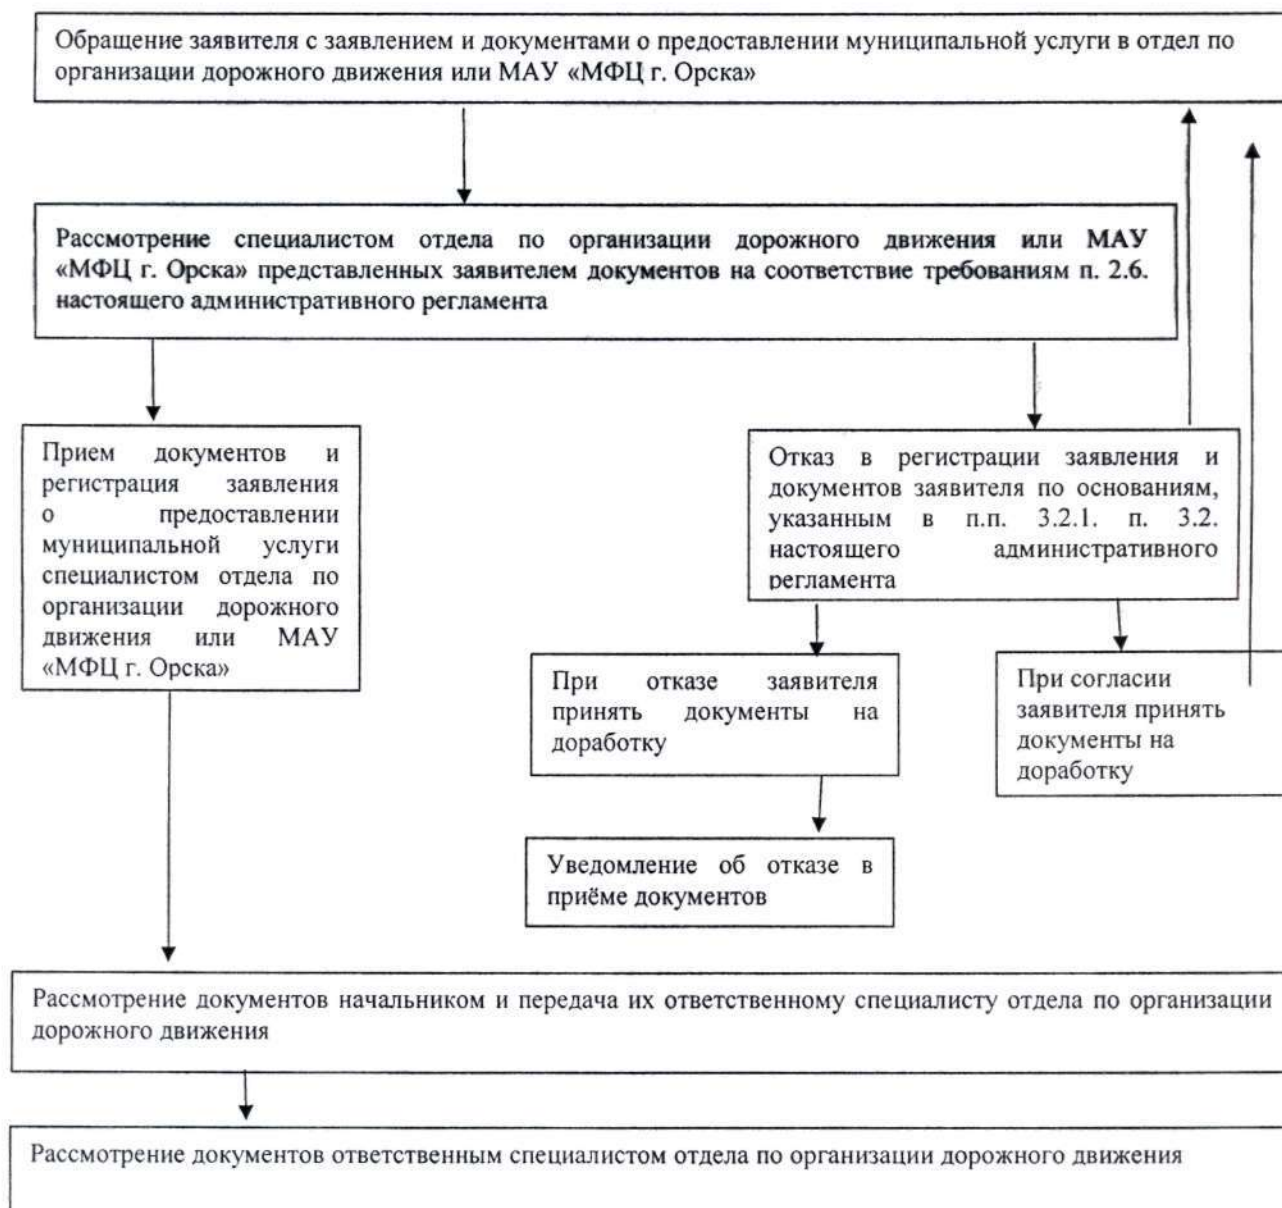 Обращение заявителя с заявлением и документами о предоставлении муниципальной услуги в отдел по
организации дорожного движения или МАУ «МФЦ г. Орска»
Рассмотрение специалистом отдела по организации дорожного движения или МАУ
«МФЦ г. Орска» представленных заявителем документов на соответствие требованиям п. 2.6.
настоящего административного регламента
Прием документов и
регистрация заявления
о предоставлении
муниципальной услуги
специалистом отдела по
организации дорожного
движения или МАУ
«МФЦ г. Орска»
Отказ в регистрации заявления и
документов заявителя по основаниям,
указанным в п.п. 3.2.1. п. 3.2.
настоящего административного
регламента
При отказе заявителя
принять документы на
доработку
При согласии
заявителя принять
документы на
доработку
Уведомление об отказе в
приёме документов
Рассмотрение документов начальником и передача их ответственному специалисту отдела по организации
дорожного движения
Рассмотрение документов ответственным специалистом отдела по организации дорожного движения